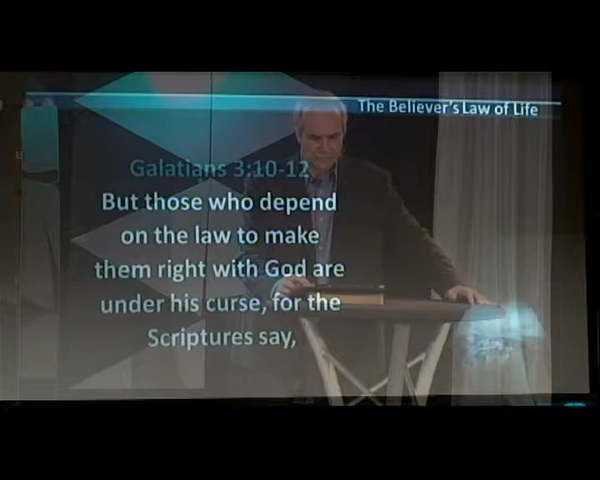 The Believer's Law of Life
Galatians 3:10-12
But those who depend
on the law to make
them right with God are
under his curse, for the
Scriptures say,